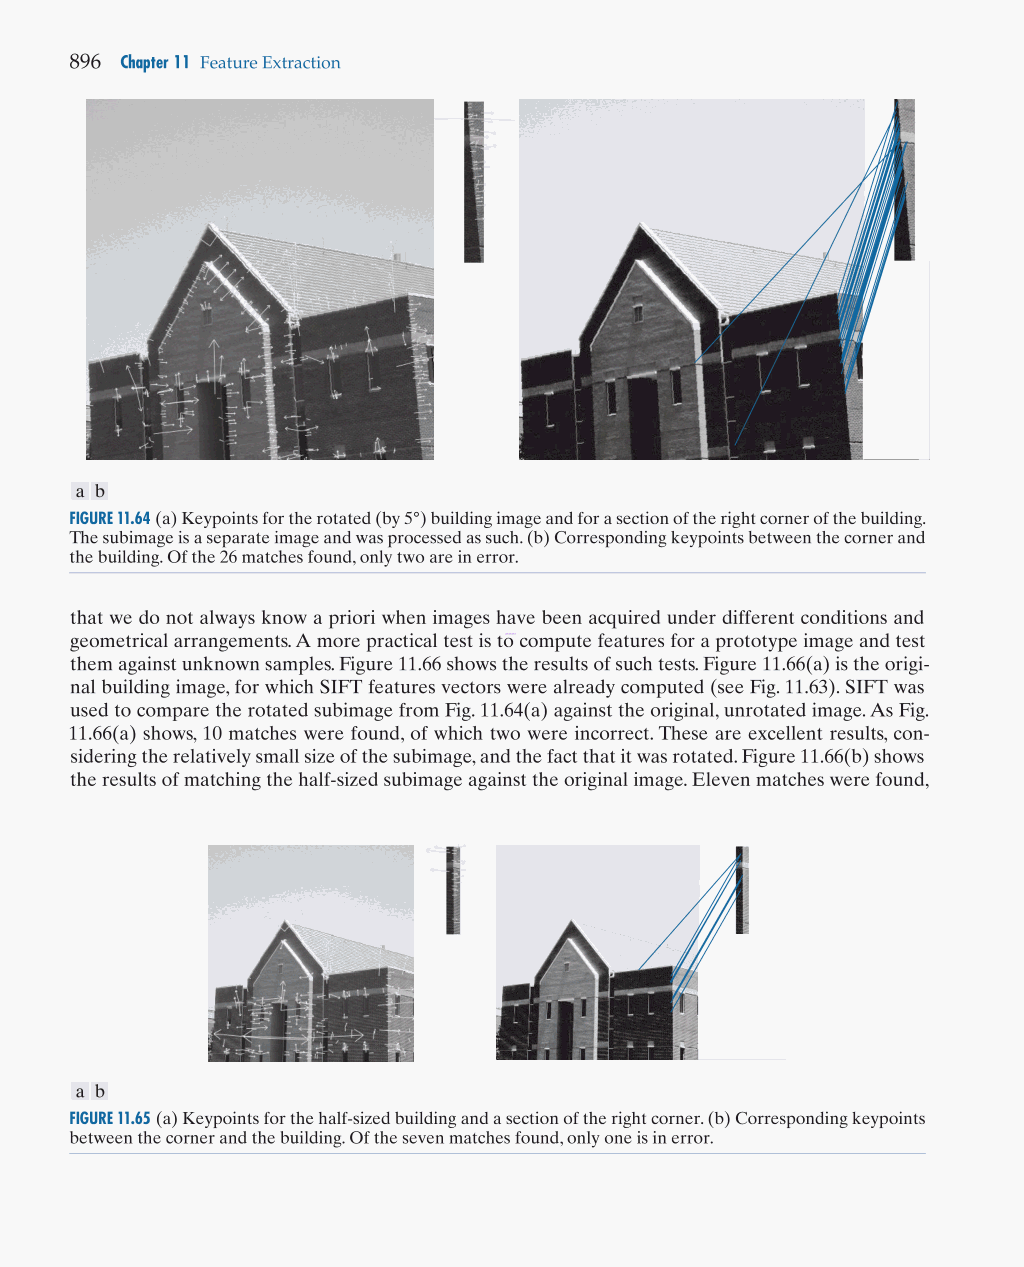 896 Chapter 11 Feature Extraction
a b
FIGURE 11.64 (a) Keypoints for the rotated (by 5°) building image and for a section of the right corner of the building.
The subimage is a separate image and was processed as such. (b) Corresponding keypoints between the corner and
the building. Of the 26 matches found, only two are in error.
that we do not always know a priori when images have been acquired under different conditions and
geometrical arrangements. A more practical test is to compute features for a prototype image and test
them against unknown samples. Figure 11.66 shows the results of such tests. Figure 11.66(a) is the origi-
nal building image, for which SIFT features vectors were already computed (see Fig. 11.63). SIFT was
used to compare the rotated subimage from Fig. 11.64(a) against the original, unrotated image. As Fig.
11.66(a) shows, 10 matches were found, of which two were incorrect. These are excellent results, con-
sidering the relatively small size of the subimage, and the fact that it was rotated. Figure 11.66(b) shows
the results of matching the half-sized subimage against the original image. Eleven matches were found,
a b
FIGURE 11.65 (a) Keypoints for the half-sized building and a section of the right corner. (b) Corresponding keypoints
between the corner and the building. Of the seven matches found, only one is in error.